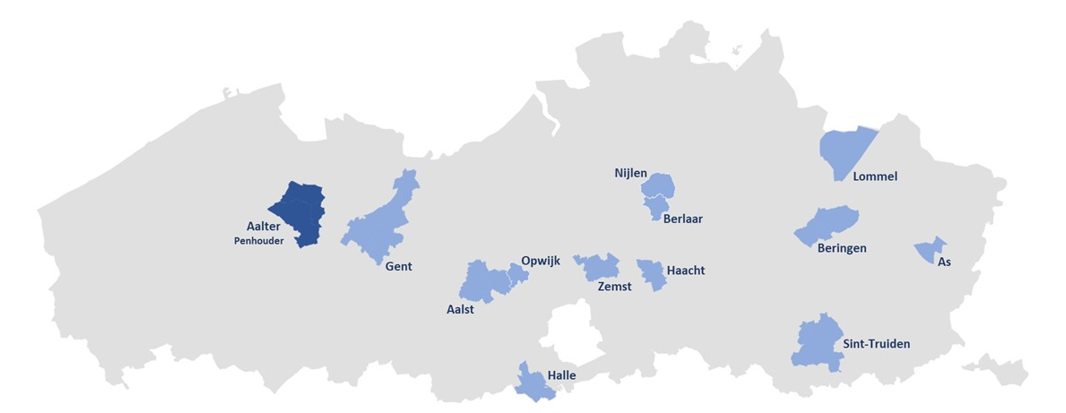 Lommel
Nijlen
Berlaar
Aalter
Penhouder
Gent
Beringen
As
Opwijk
Aalst
Zemst
Haacht
Sint-Truiden
Halle